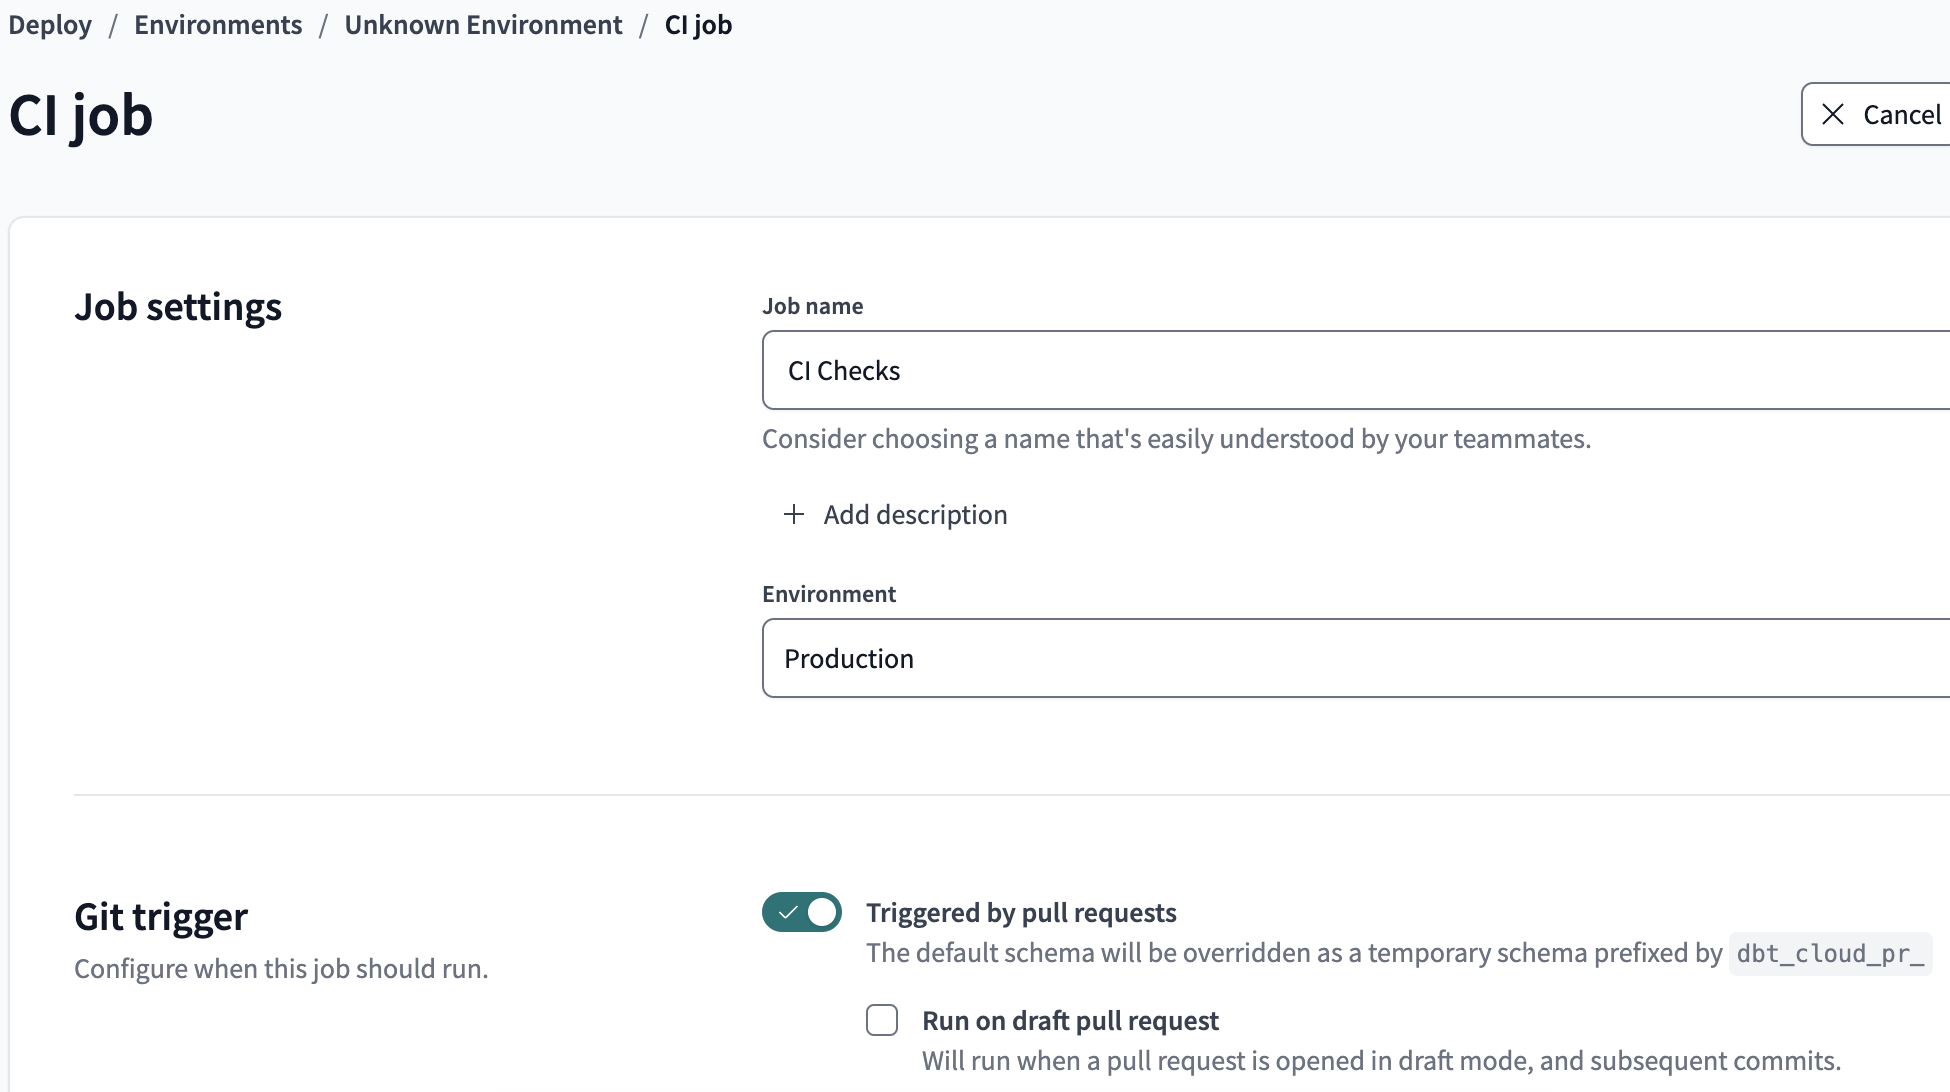 Deploy / Environments / Unknown Environment / CI job
CI job
Cancel
Job settings
Job name
CI Checks
Consider choosing a name that's easily understood by your teammates.
Add description
Environment
Production
Git trigger
Configure when this job should run.
Triggered by pull requests
The default schema will be overridden as a temporary schema prefixed by dbt_cloud_pr_
Run on draft pull request
Will run when a pull request is opened in draft mode, and subsequent commits.